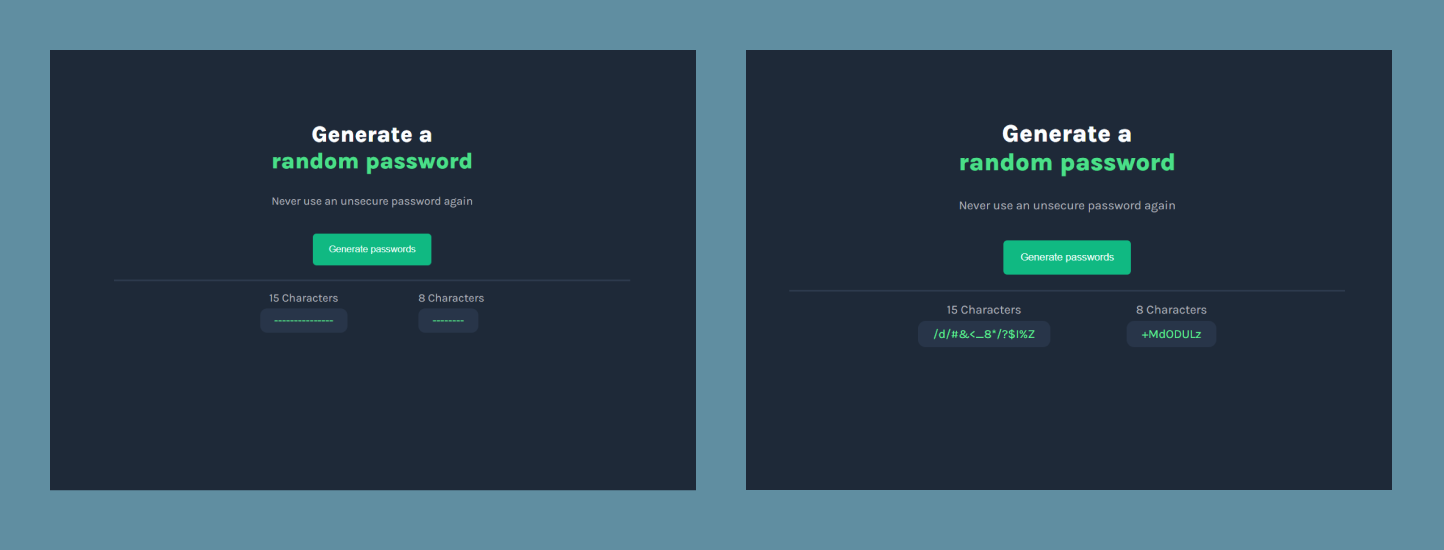 Generate a
random password
Never use an unsecure password again
Generate passwords
15 Characters
8 Characters
---------------
--------
Generate a
random password
Never use an unsecure password again
Generate passwords
15 Characters
8 Characters
+MdODULz